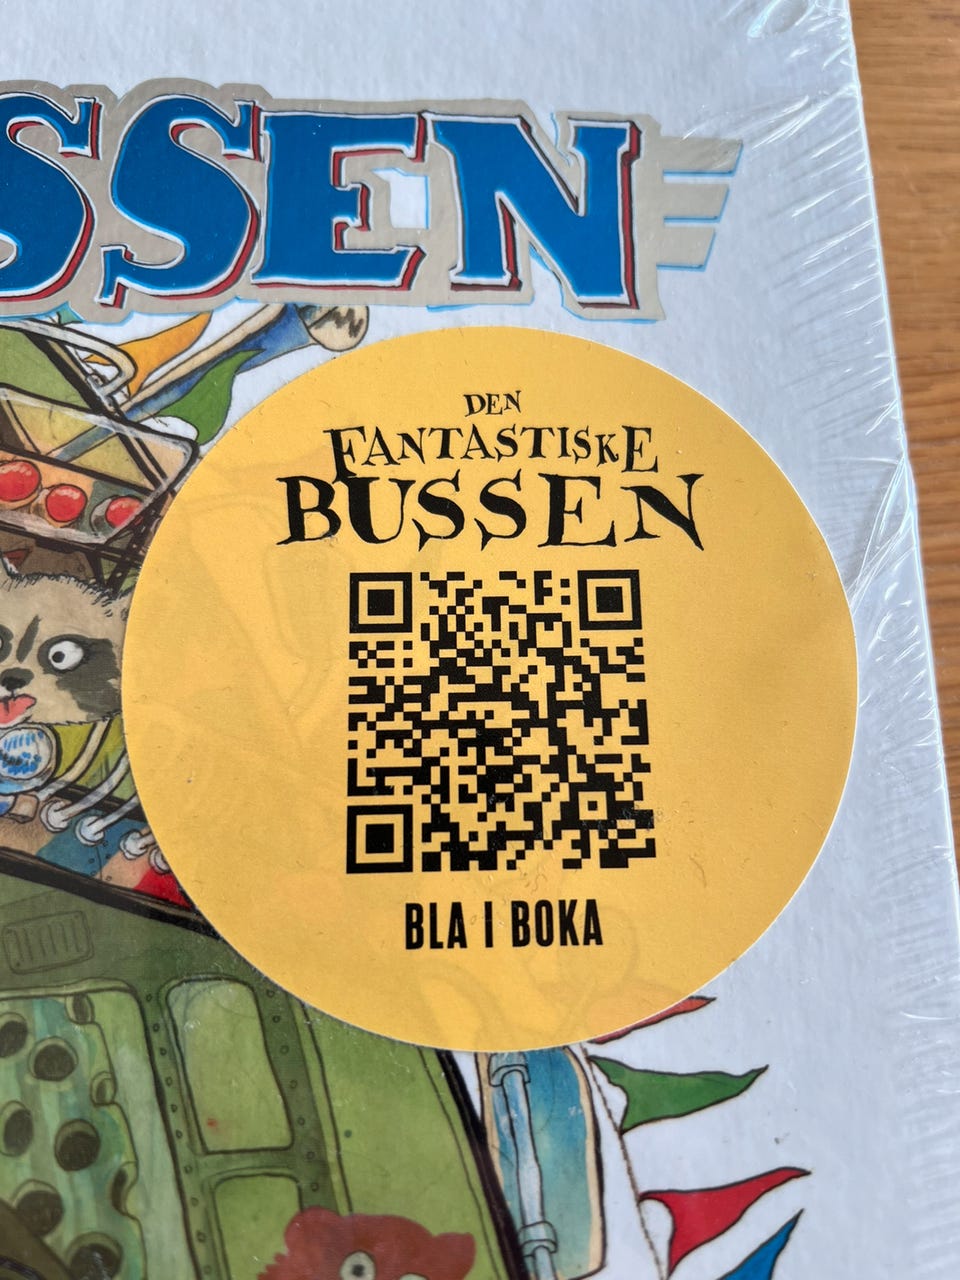 SSEN
DEN
FANTASTISKE
BUSSEN
BLA I BOKA